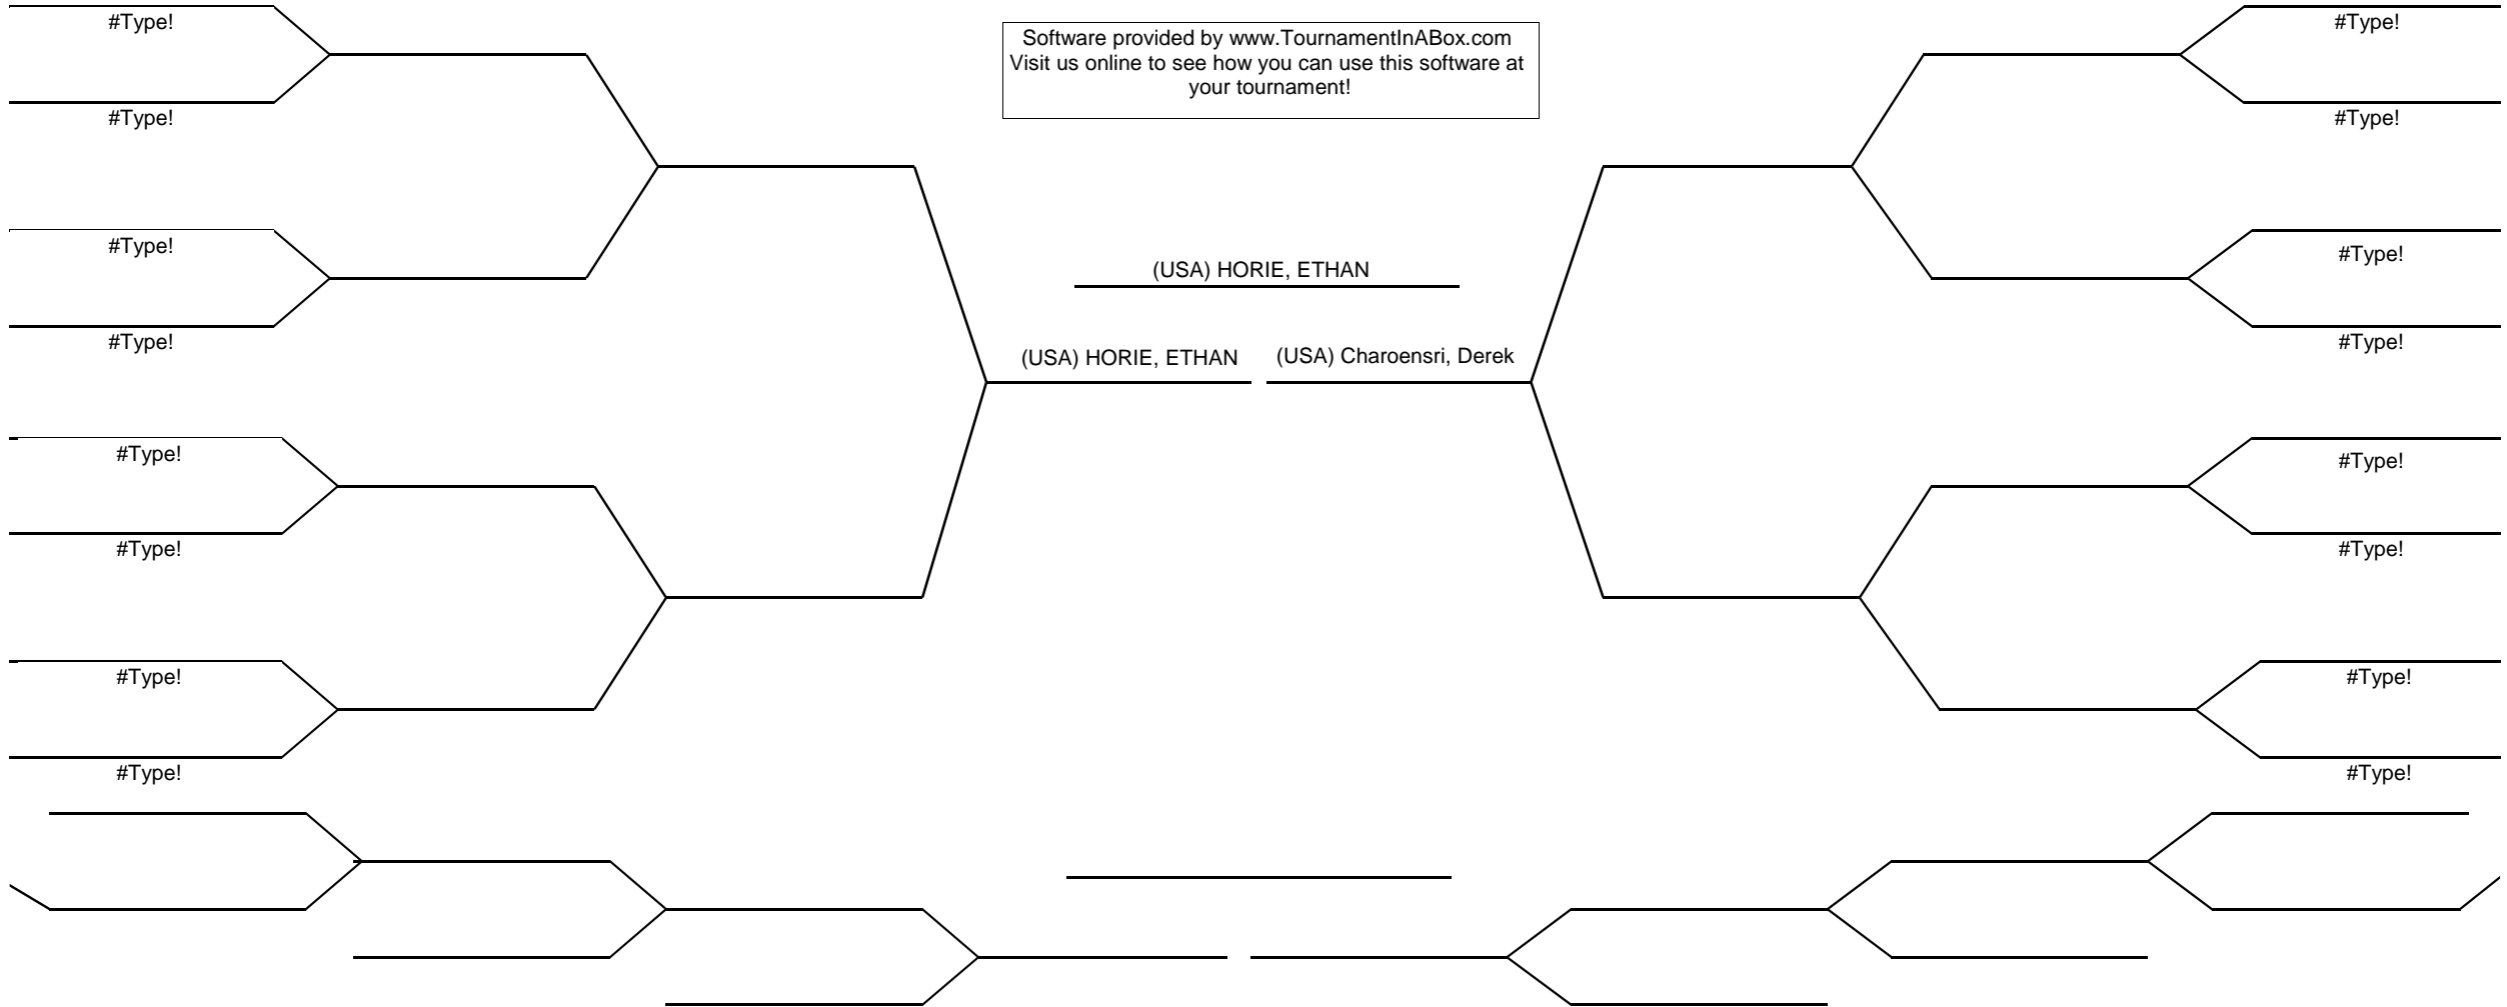 #Type!
#Type!
Software provided by www.TournamentInABox.com
Visit us online to see how you can use this software at
your tournament!
#Type!
#Type!
#Type!
#Type!
(USA) HORIE, ETHAN
#Type!
#Type!
(USA) HORIE, ETHAN
(USA) Charoensri, Derek
#Type!
#Type!
#Type!
#Type!
#Type!
#Type!
#Type!
#Type!